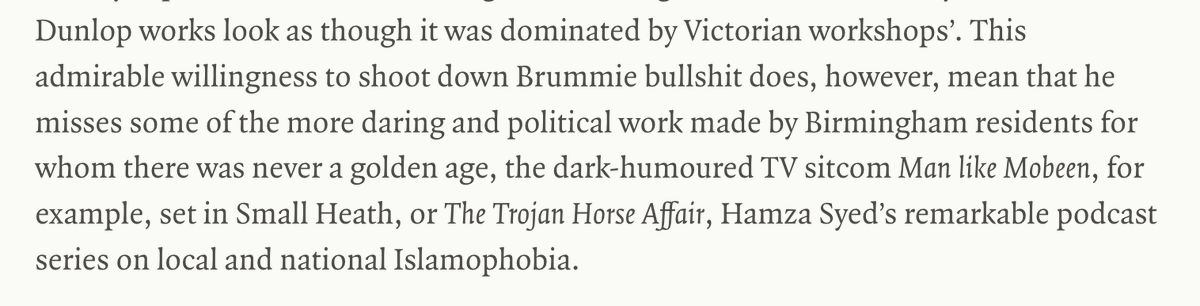 Dunlop works look as though it was dominated by Victorian workshops’. This
admirable willingness to shoot down Brummie bullshit does, however, mean that he
misses some of the more daring and political work made by Birmingham residents for
whom there was never a golden age, the dark-humoured TV sitcom Man like Mobeen, for
example, set in Small Heath, or The Trojan Horse Affair, Hamza Syed’s remarkable podcast
series on local and national Islamophobia.